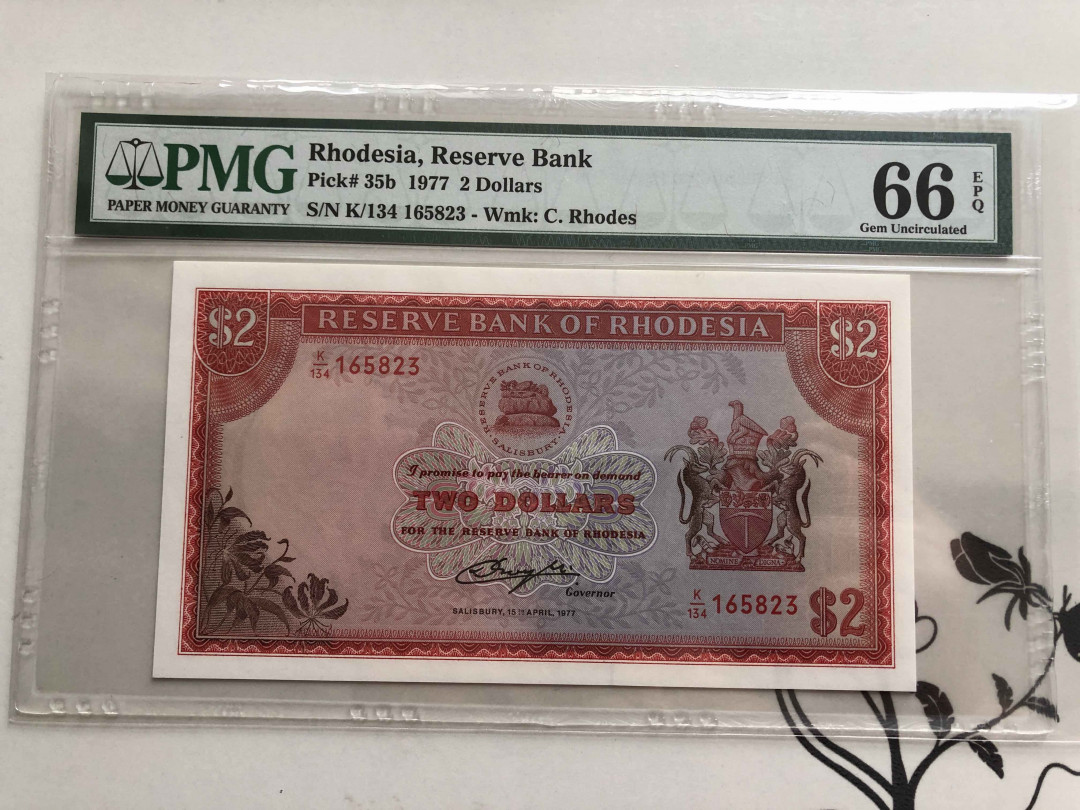 PMG
PAPER MONEY GUARANTY
Rhodesia, Reserve Bank
Pick# 35b 1977 2 Dollars
S/N K/134 165823 - Wmk: C. Rhodes
66
EPQ
Gem Uncirculated
$2
RESERVE BANK OF RHODESIA
$2
K/134 165823
RESERVE BANK OF RHODESIA · SALISBURY ·
I promise to pay the bearer on demand
TWO DOLLARS
FOR THE RESERVE BANK OF RHODESIA
Governor
SALISBURY, 15TH APRIL, 1977
NOMINE DIGNA
K/134 165823
$2